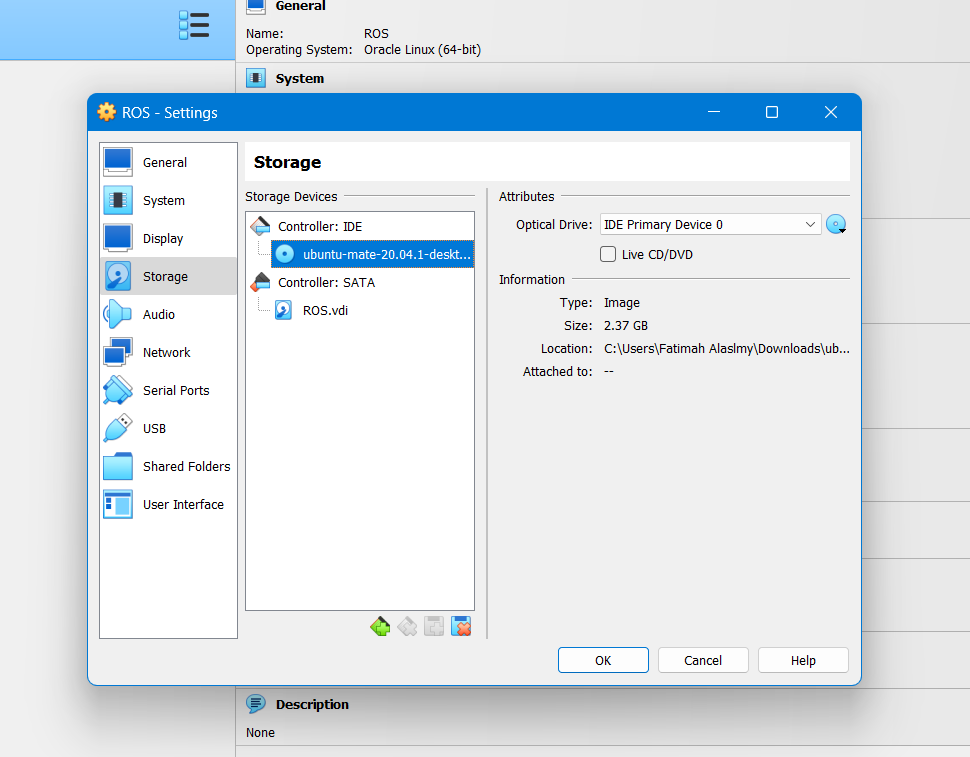 General
Name: ROS
Operating System: Oracle Linux (64-bit)
System
ROS - Settings
General
System
Display
Storage
Audio
Network
Serial Ports
USB
Shared Folders
User Interface
Storage
Storage Devices
Controller: IDE
ubuntu-mate-20.04.1-deskt...
Controller: SATA
ROS.vdi
Attributes
Optical Drive: IDE Primary Device 0
Live CD/DVD
Information
Type: Image
Size: 2.37 GB
Location: C:\Users\Fatimah Alaslmy\Downloads\ub...
Attached to: --
OK Cancel Help
Description
None